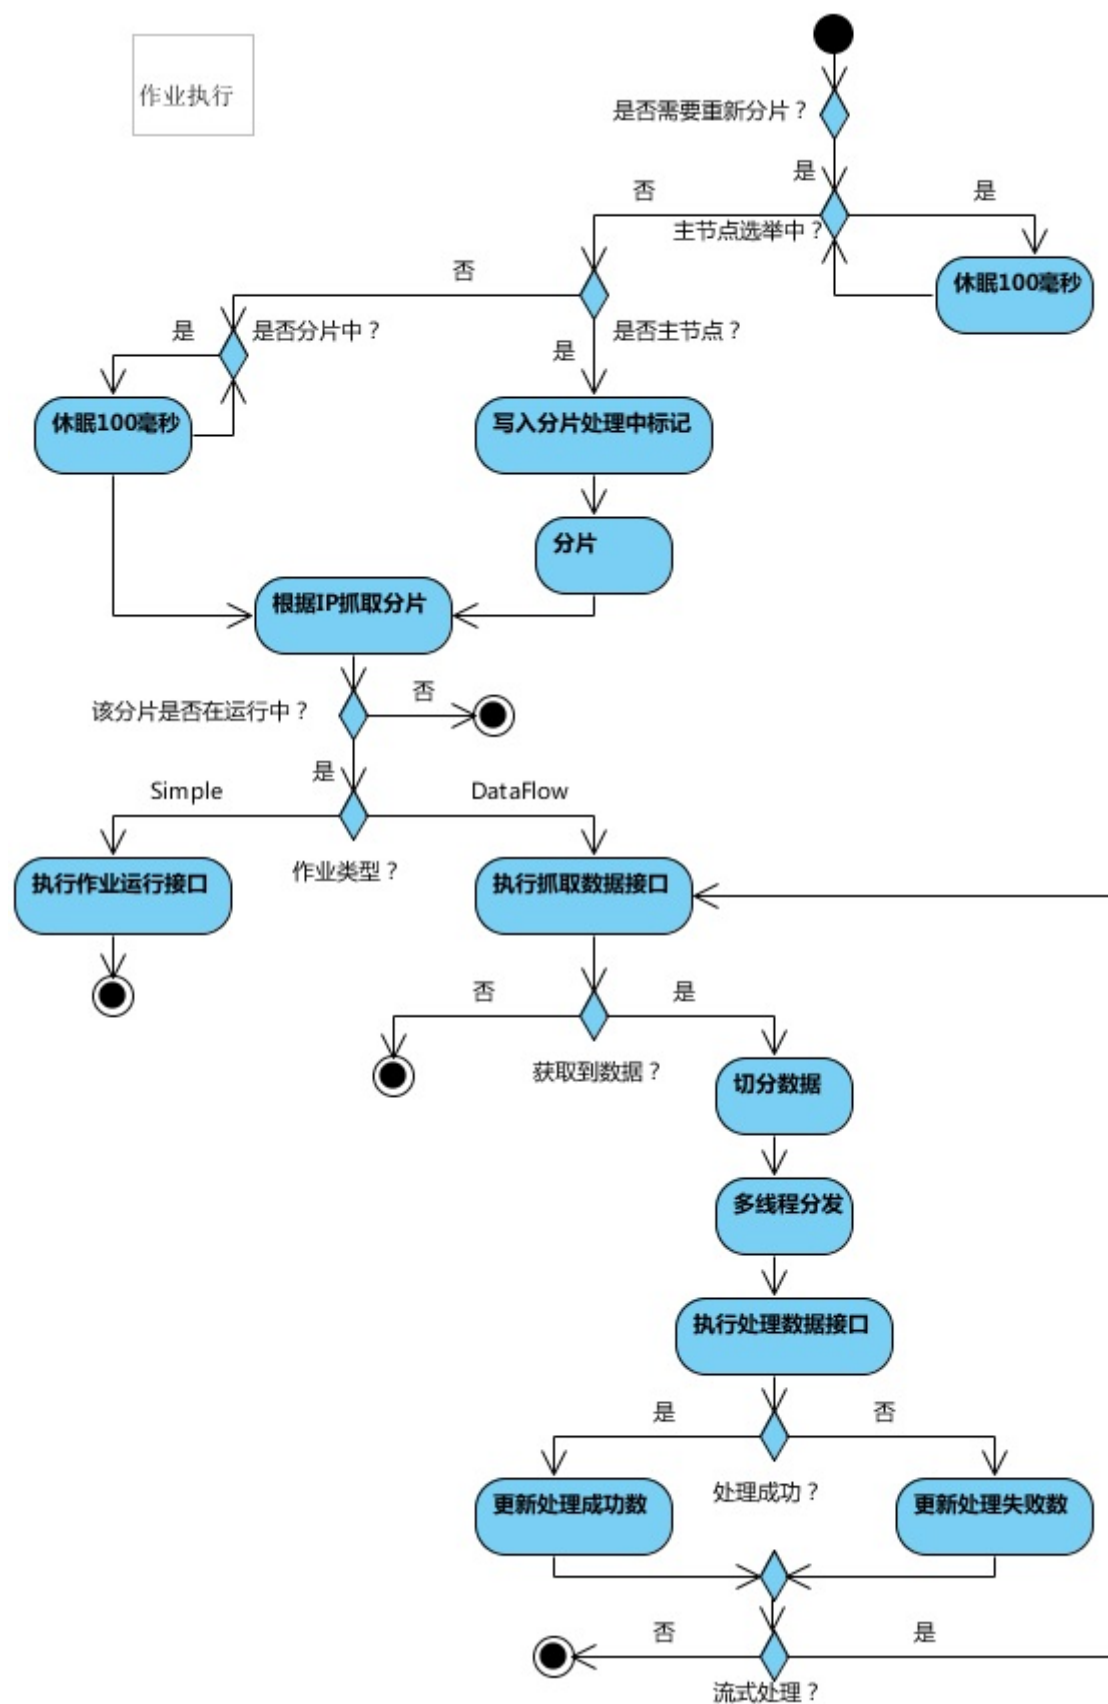 作业执行
是否需要重新分片？
是
否
是
主节点选举中？
休眠100毫秒
否
是
是否分片中？
是否主节点？
是
休眠100毫秒
写入分片处理中标记
分片
根据IP抓取分片
否
该分片是否在运行中？
是
Simple
DataFlow
作业类型？
执行作业运行接口
执行抓取数据接口
否
是
获取到数据？
切分数据
多线程分发
执行处理数据接口
是
否
处理成功？
更新处理成功数
更新处理失败数
否
是
流式处理？